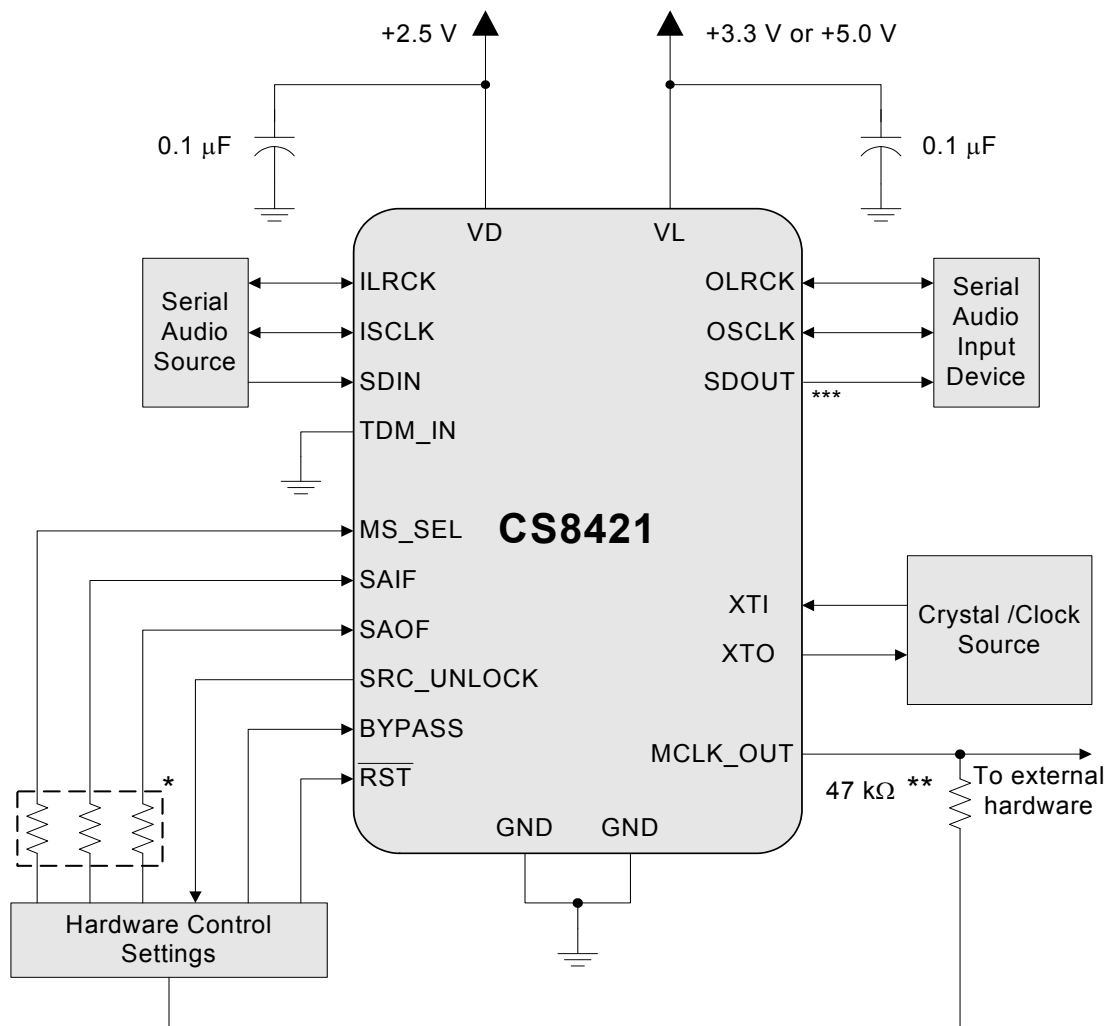 +2.5 V
+3.3 V or +5.0 V
0.1 μF
0.1 μF
VD
VL
Serial
Audio
Source
ILRCK
ISCLK
SDIN
TDM_IN
OLRCK
OSCLK
SDOUT
***
Serial
Audio
Input
Device
CS8421
MS_SEL
SAIF
SAOF
SRC_UNLOCK
BYPASS
RST
XTI
XTO
Crystal /Clock
Source
MCLK_OUT
47 kΩ **
To external
hardware
*
GND
GND
Hardware Control
Settings